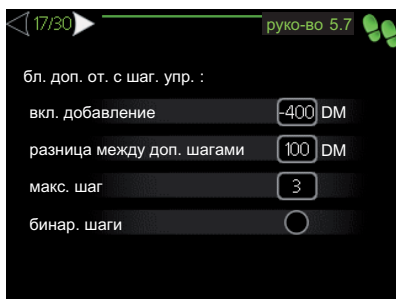 17/30 руко-во 5.7
бл. доп. от. с шаг. упр. :
вкл. добавление -400 DM
разница между доп. шагами 100 DM
макс. шаг 3
бинар. шаги